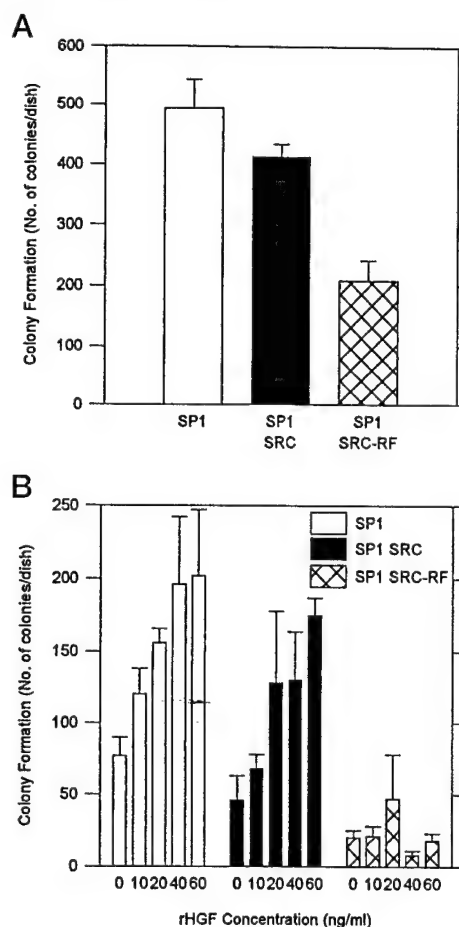 A
Colony Formation (No. of colonies/dish)
600
500
400
300
200
100
0
SP1
SP1
SRC
SP1
SRC-RF
B
Colony Formation (No. of colonies/dish)
250
200
150
100
50
0
SP1
SP1 SRC
SP1 SRC-RF
0 10 20 40 60 0 10 20 40 60 0 10 20 40 60
rHGF Concentration (ng/ml)